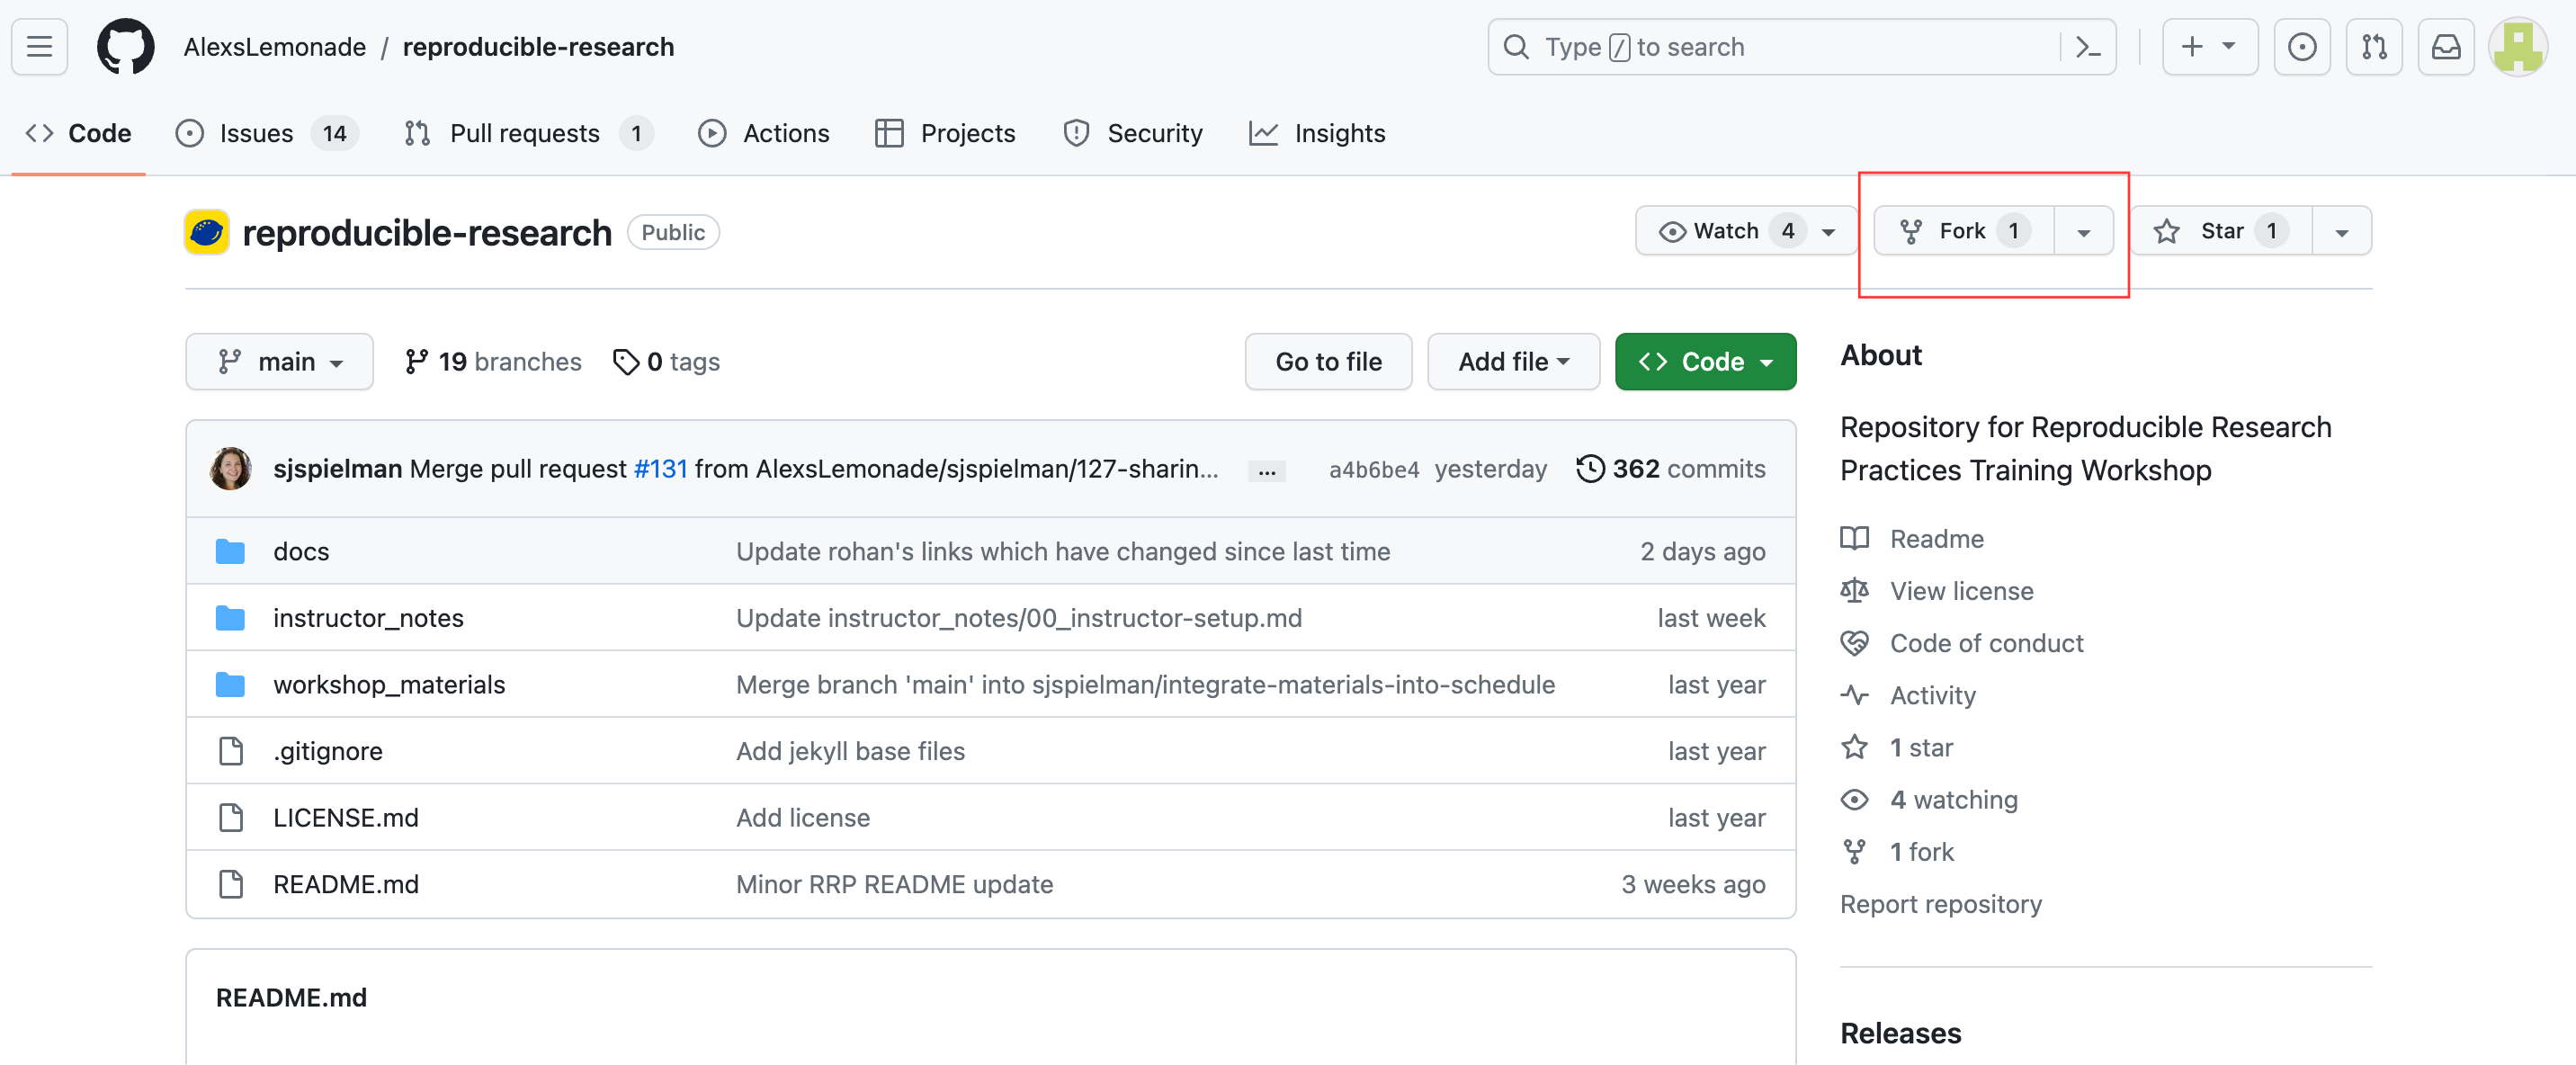 AlexsLemonade / reproducible-research
Type / to search
Code
Issues 14
Pull requests 1
Actions
Projects
Security
Insights
reproducible-research Public
Watch 4
Fork 1
Star 1
main
19 branches
0 tags
Go to file
Add file
Code
sjspielman Merge pull request #131 from AlexsLemonade/sjspielman/127-sharin... ... a4b6be4 yesterday 362 commits
docs Update rohan's links which have changed since last time 2 days ago
instructor_notes Update instructor_notes/00_instructor-setup.md last week
workshop_materials Merge branch 'main' into sjspielman/integrate-materials-into-schedule last year
.gitignore Add jekyll base files last year
LICENSE.md Add license last year
README.md Minor RRP README update 3 weeks ago
README.md
About
Repository for Reproducible Research
Practices Training Workshop
Readme
View license
Code of conduct
Activity
1 star
4 watching
1 fork
Report repository
Releases